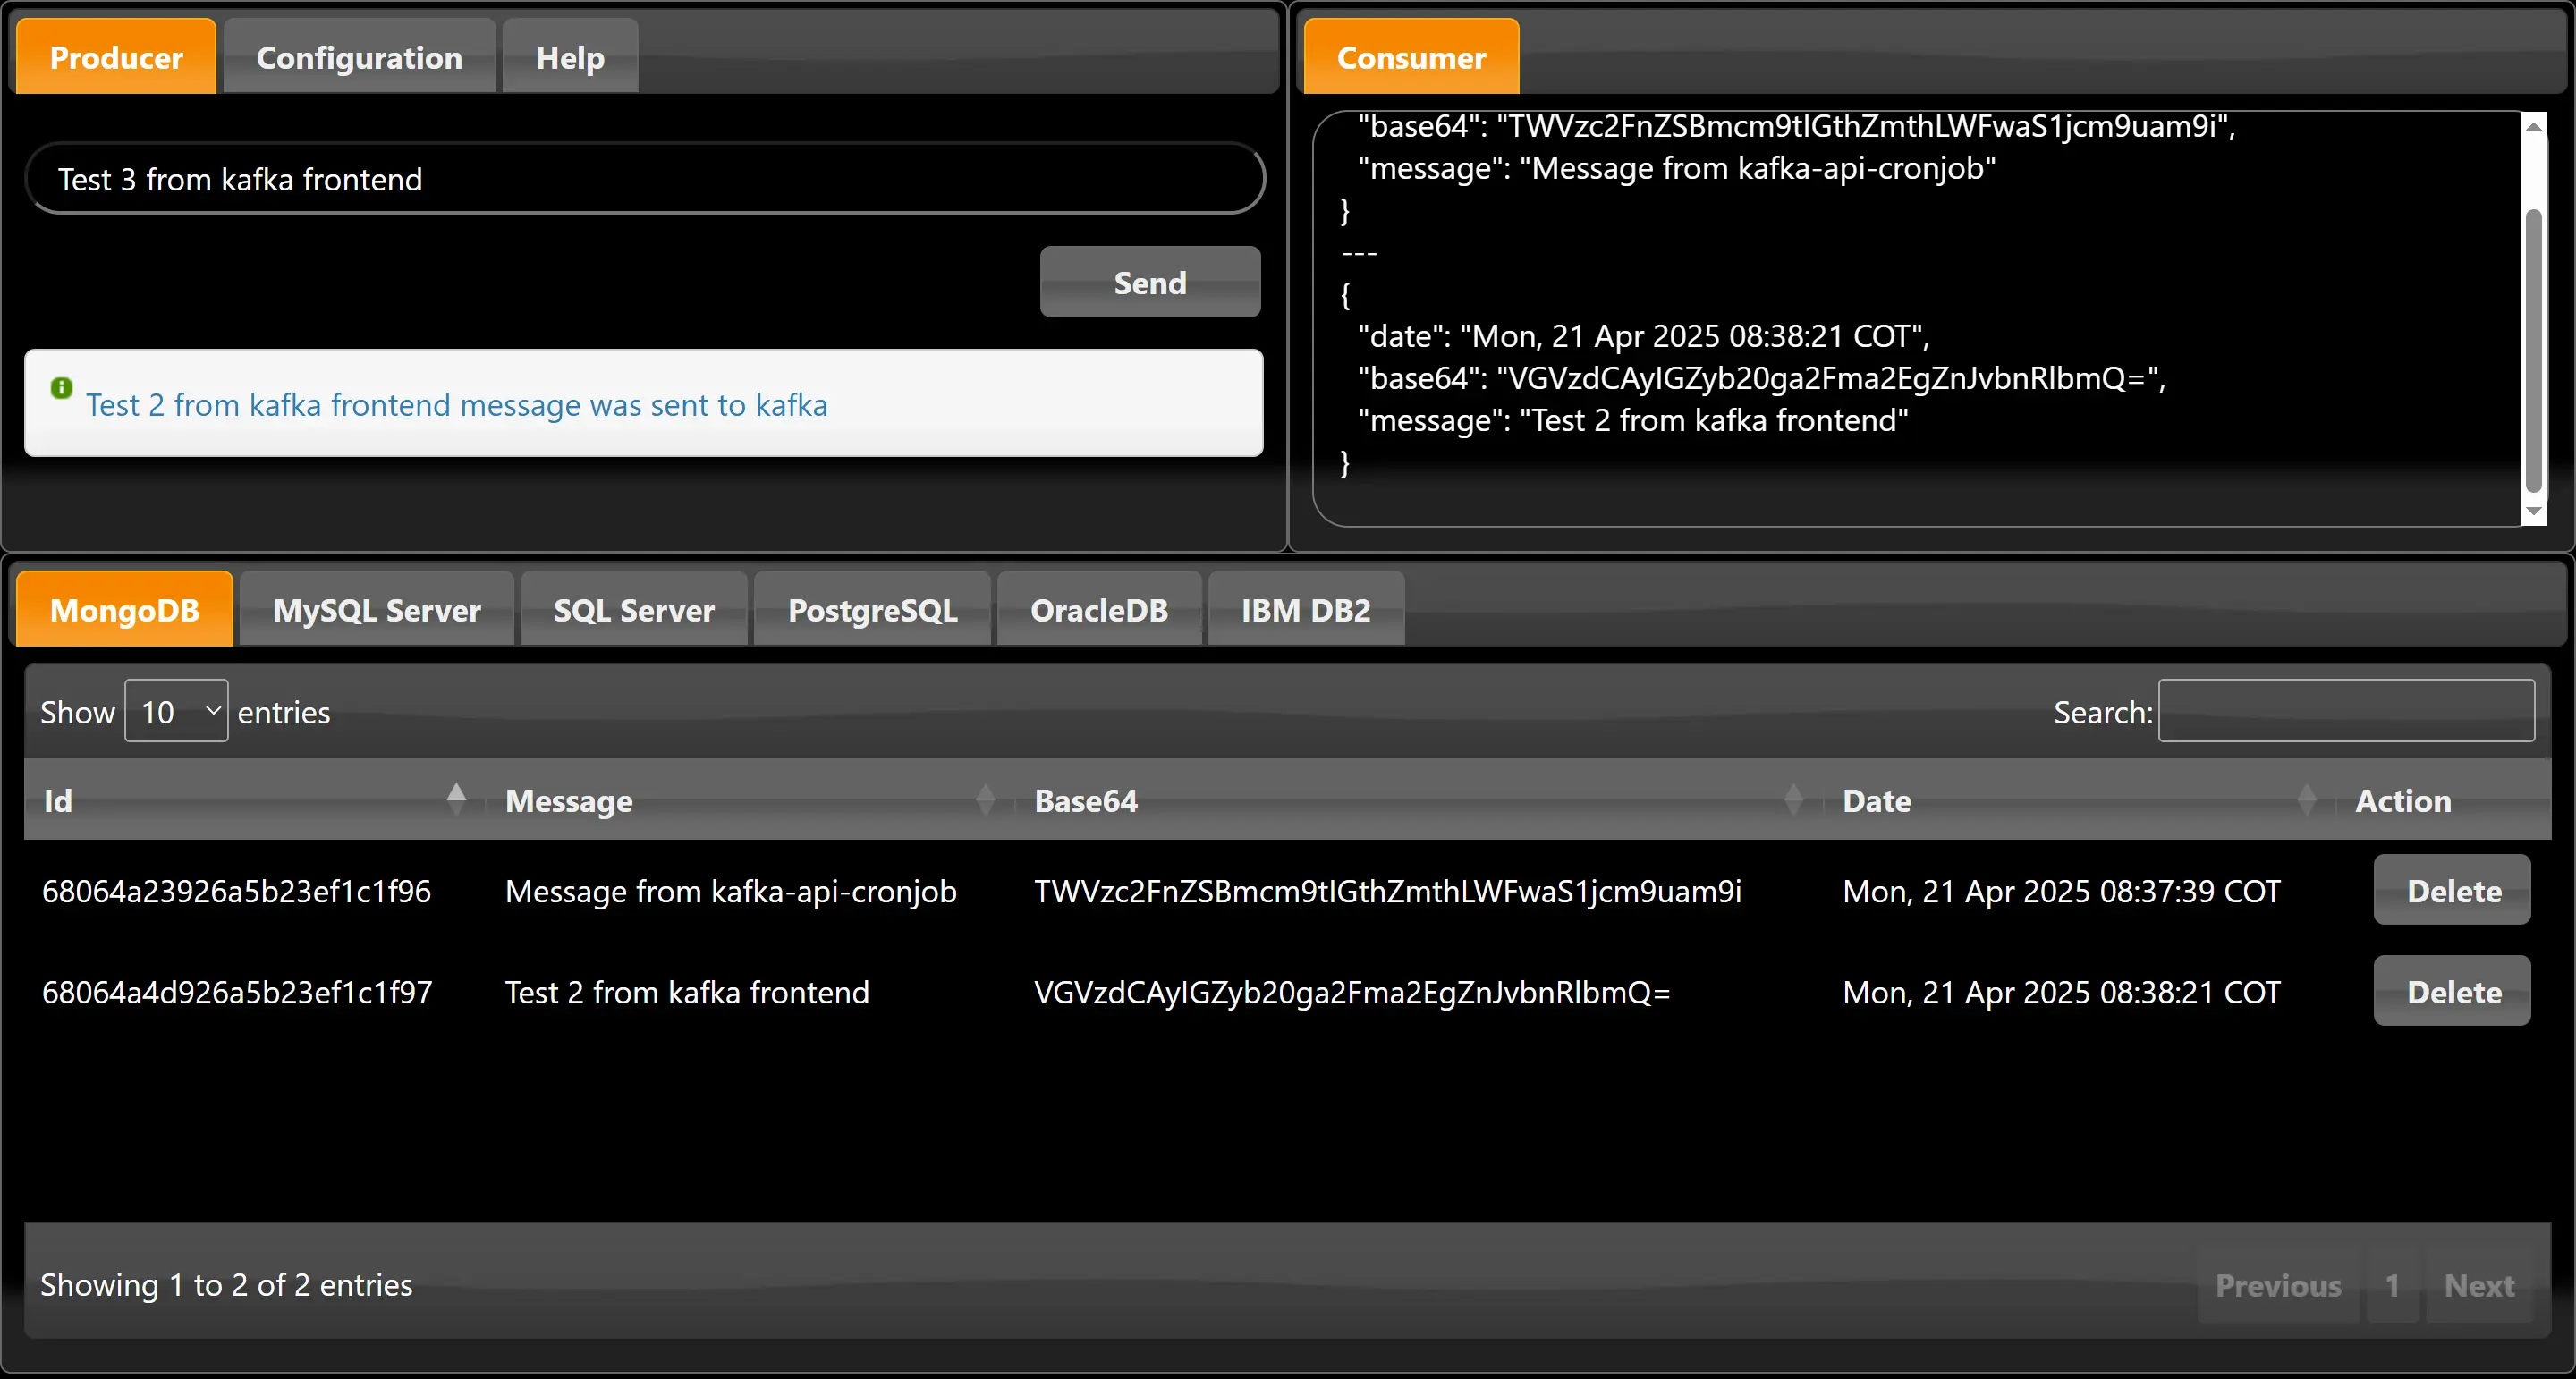 Producer
Configuration
Help
Test 3 from kafka frontend
Send
Test 2 from kafka frontend message was sent to kafka
Consumer
"base64": "TWVzc2FnZSBmcm9tIGthZmthLWFwaS1jcm9uam9i",
"message": "Message from kafka-api-cronjob"
}
---
{
"date": "Mon, 21 Apr 2025 08:38:21 COT",
"base64": "VGVzdCAyIGZyb20ga2Fma2EgZnJvbnRlbmQ=",
"message": "Test 2 from kafka frontend"
}
MongoDB
MySQL Server
SQL Server
PostgreSQL
OracleDB
IBM DB2
Show 10 entries
Search:
Id Message Base64 Date Action
68064a23926a5b23ef1c1f96 Message from kafka-api-cronjob TWVzc2FnZSBmcm9tIGthZmthLWFwaS1jcm9uam9i Mon, 21 Apr 2025 08:37:39 COT Delete
68064a4d926a5b23ef1c1f97 Test 2 from kafka frontend VGVzdCAyIGZyb20ga2Fma2EgZnJvbnRlbmQ= Mon, 21 Apr 2025 08:38:21 COT Delete
Showing 1 to 2 of 2 entries
Previous 1 Next